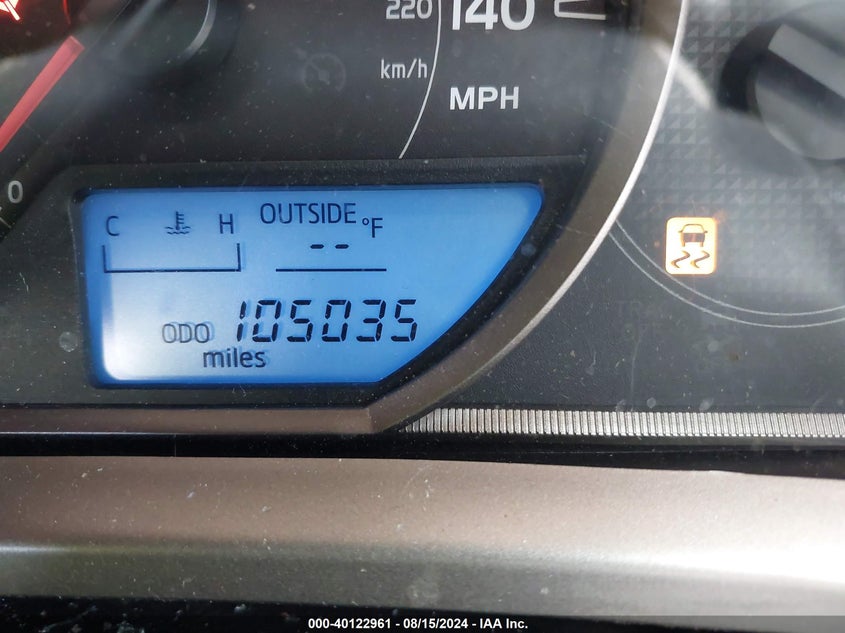 220 140
km/h
MPH
0
C H OUTSIDE
-- °F
ODO 105035
miles
000-40122961 - 08/15/2024 - IAA Inc.